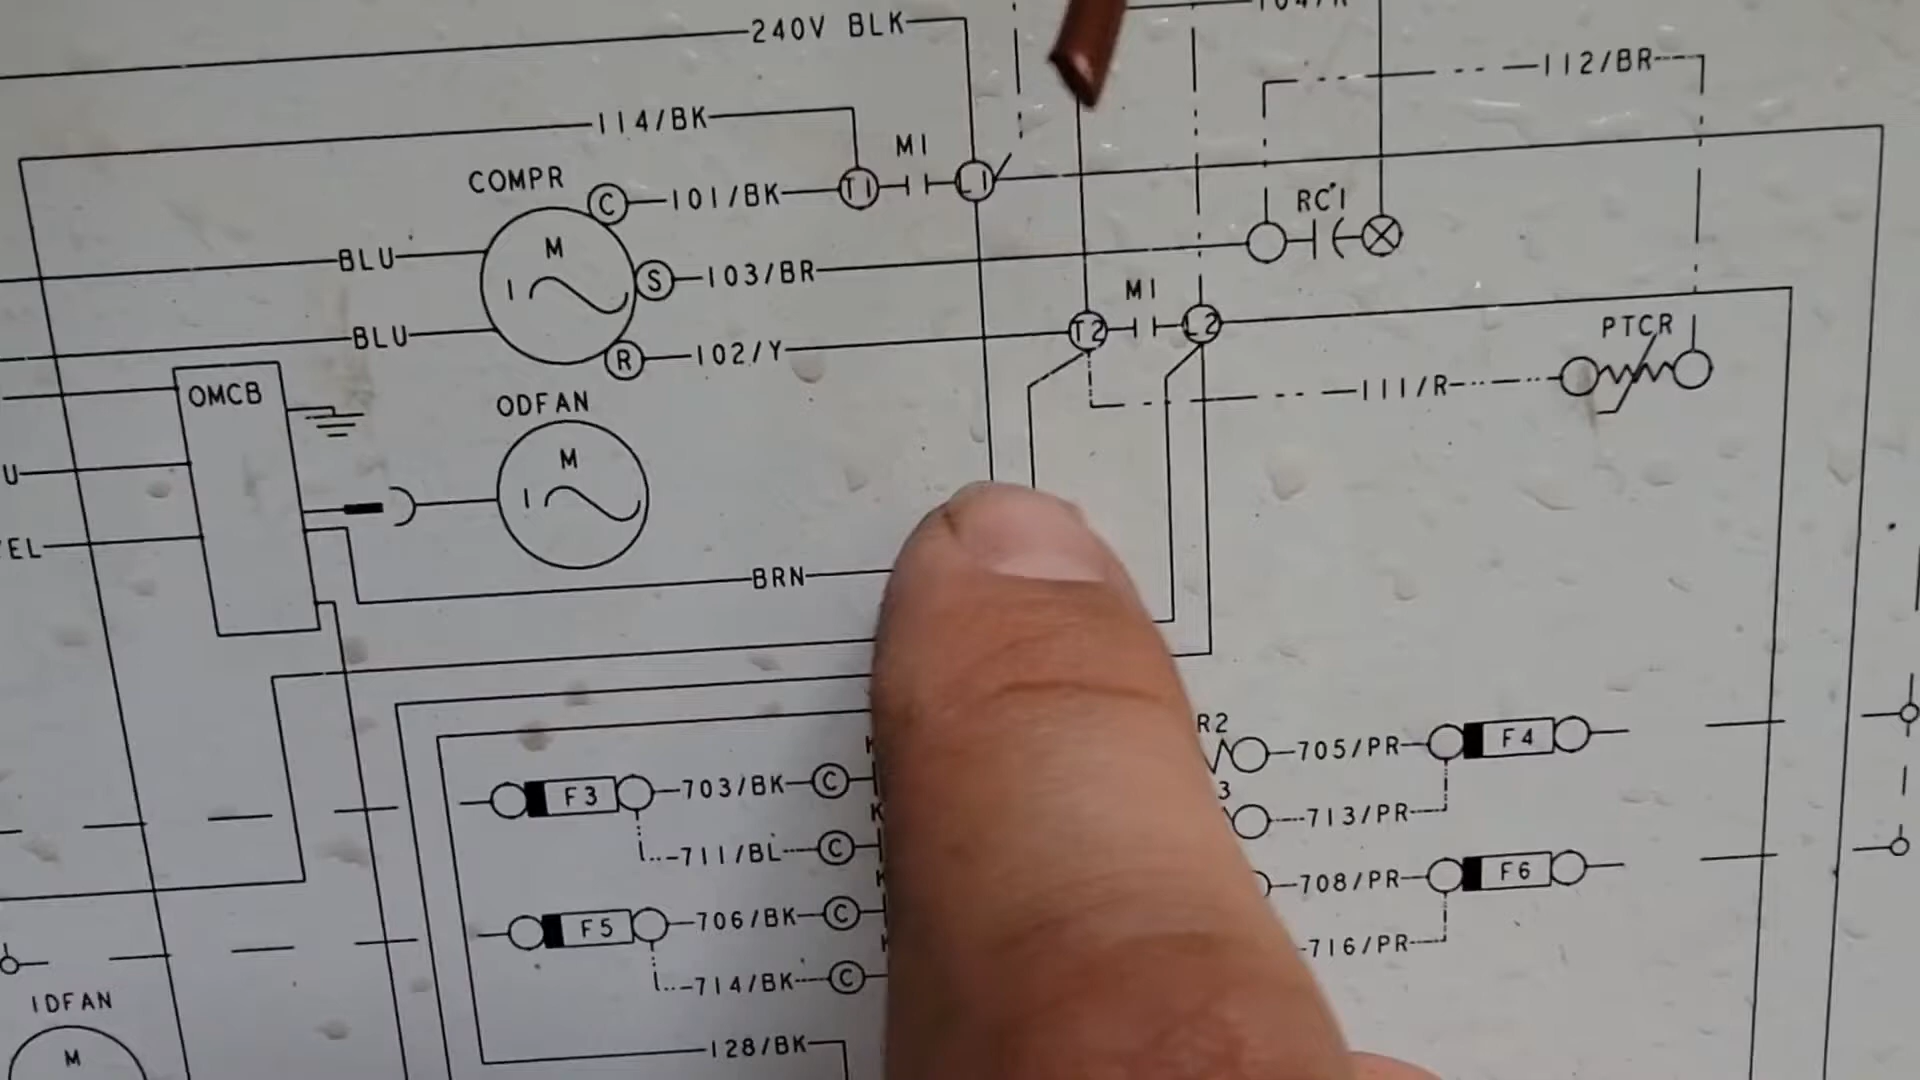 240V BLK
112/BR
114/BK
M1
COMPR
C
101/BK
T1
L1
RC1
BLU
M
1
S
103/BR
M1
BLU
T2
L2
PTCR
R
102/Y
OMCB
ODFAN
111/R
M
1
BRN
R2
705/PR
F4
F3
703/BK
C
3
713/PR
711/BL
C
708/PR
F6
F5
706/BK
C
716/PR
714/BK
C
IDFAN
128/BK
M